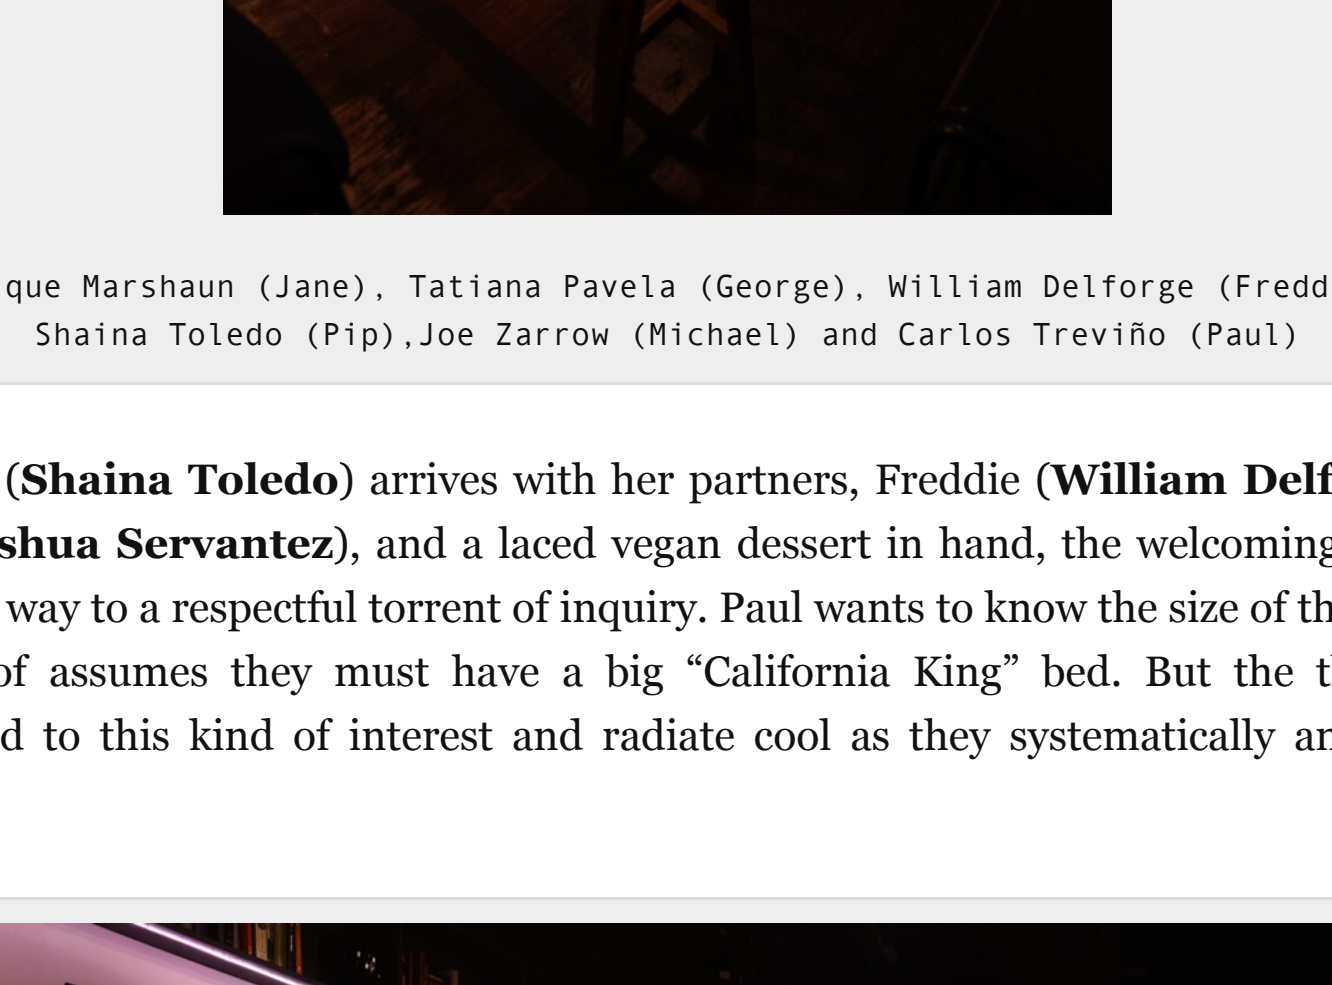 que Marshaun (Jane), Tatiana Pavela (George), William Delforge (Fredd
Shaina Toledo (Pip),Joe Zarrow (Michael) and Carlos Treviño (Paul)
(Shaina Toledo) arrives with her partners, Freddie (William Delf
shua Servantez), and a laced vegan dessert in hand, the welcoming
way to a respectful torrent of inquiry. Paul wants to know the size of th
of assumes they must have a big “California King” bed. But the t
d to this kind of interest and radiate cool as they systematically an